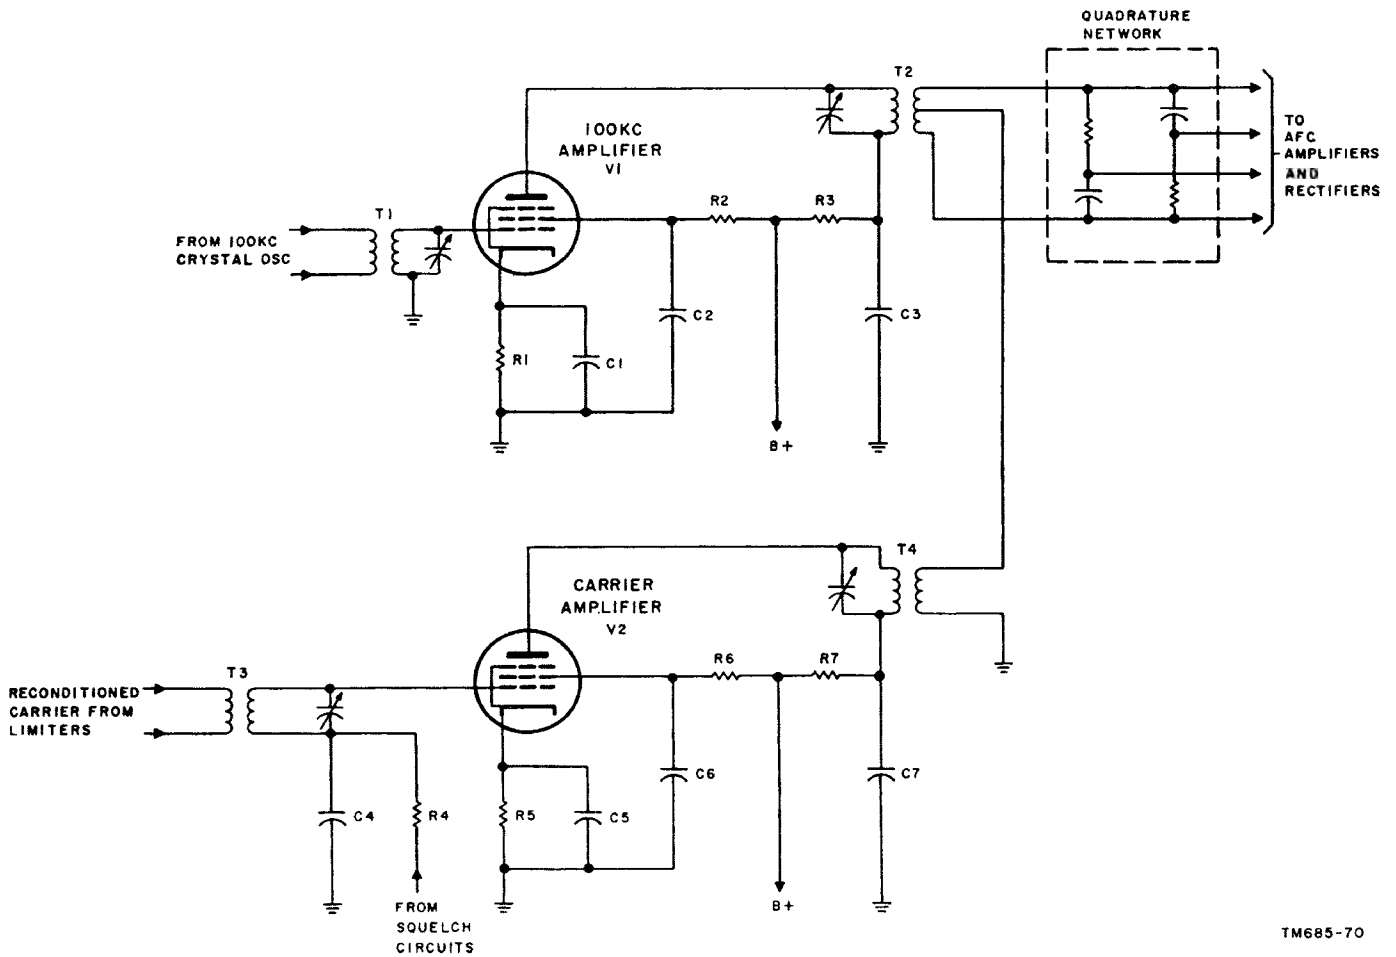 QUADRATURE
NETWORK
T2
100KC
AMPLIFIER
V1
TO
AFC
AMPLIFIERS
AND
RECTIFIERS
T1
R2
R3
FROM 100KC
CRYSTAL OSC
C2
C3
R1
C1
B+
T4
CARRIER
AMPLIFIER
V2
T3
R6
R7
RECONDITIONED
CARRIER FROM
LIMITERS
C6
C7
C4
R4
R5
C5
FROM
SQUELCH
CIRCUITS
B+
TM685-70